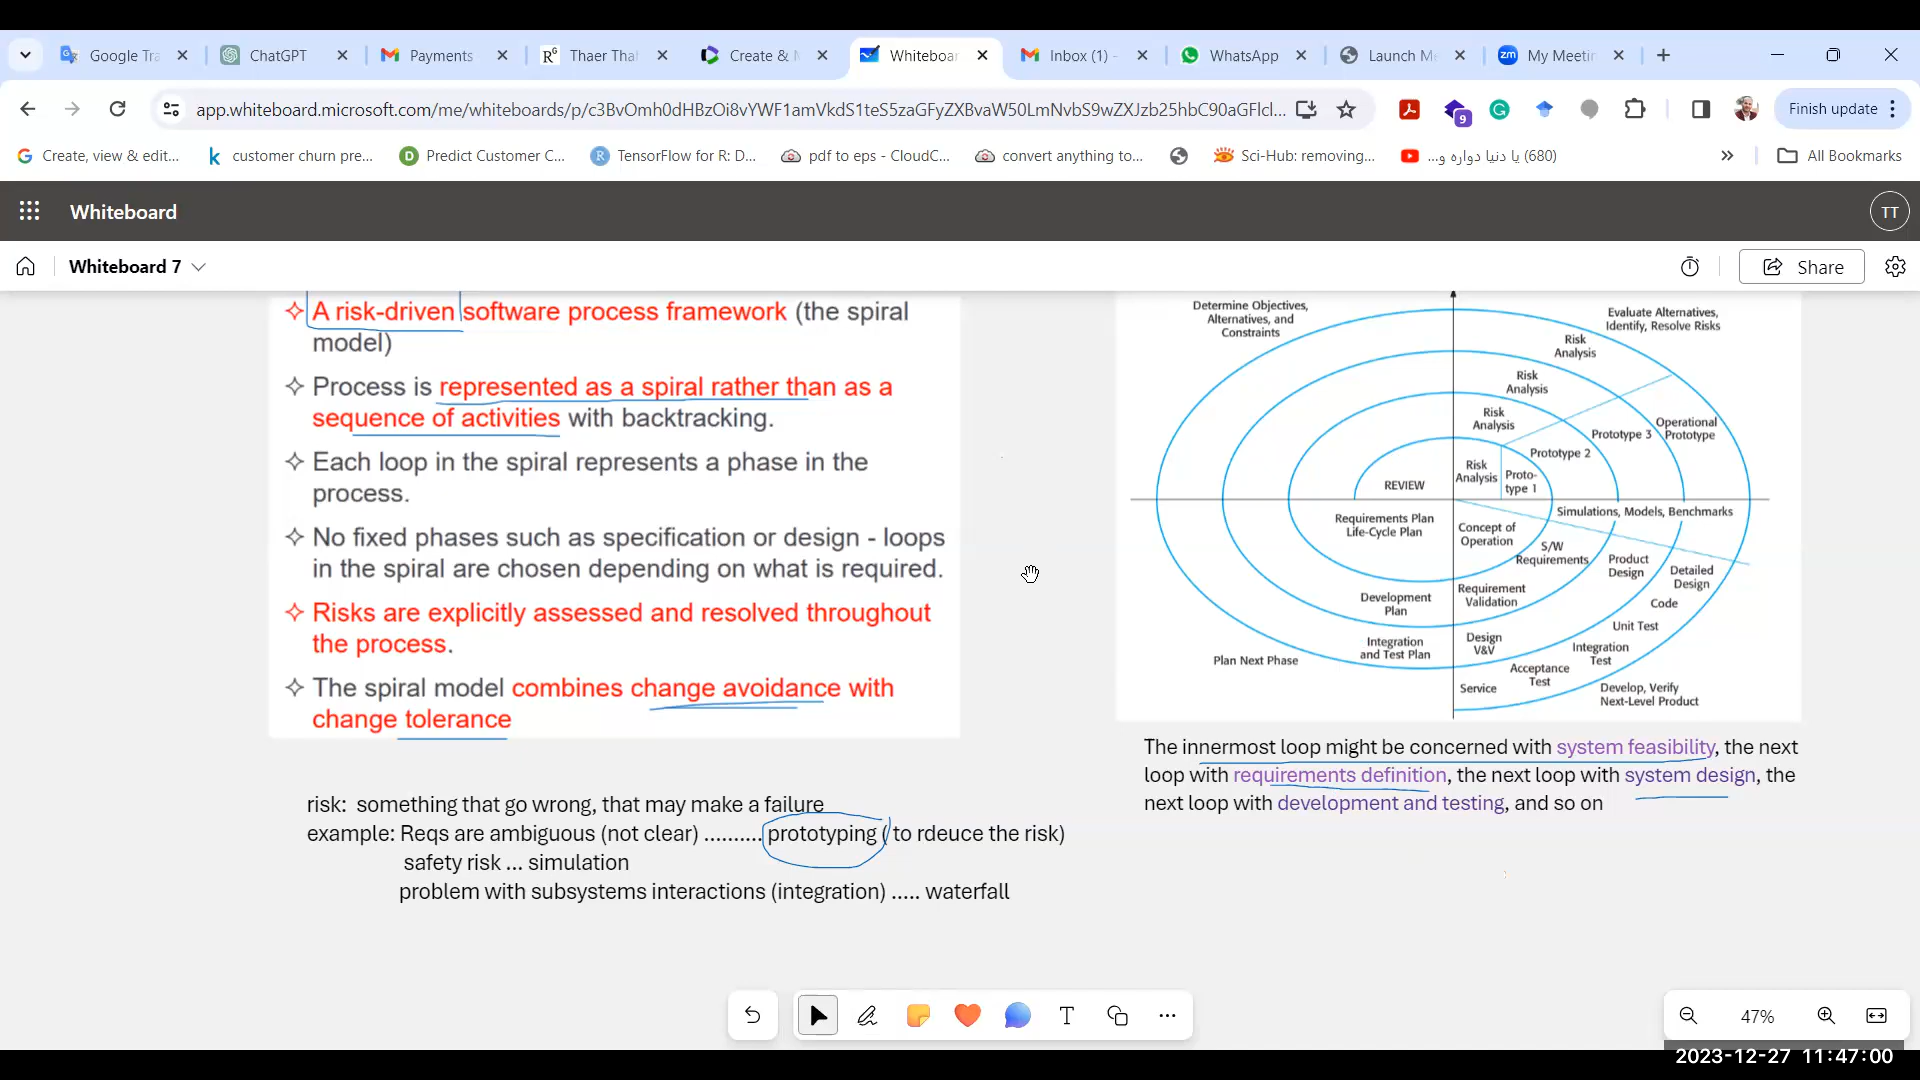 Google Tra
ChatGPT
Payments
Thaer Tha
Create & M
Whiteboar
Inbox (1) -
WhatsApp
Launch Me
My Meetin
app.whiteboard.microsoft.com/me/whiteboards/p/
Finish update
9
Create, view & edit...
customer churn pre...
Predict Customer C...
TensorFlow for R: D...
pdf to eps - CloudC...
convert anything to...
Sci-Hub: removing...
(680) يا دنيا دواره و...
All Bookmarks
Whiteboard
TT
Whiteboard 7
Share
A risk-driven software process framework (the spiral
model)
Process is represented as a spiral rather than as a
sequence of activities with backtracking.
Each loop in the spiral represents a phase in the
process.
No fixed phases such as specification or design - loops
in the spiral are chosen depending on what is required.
Risks are explicitly assessed and resolved throughout
the process.
The spiral model combines change avoidance with
change tolerance
risk: something that go wrong, that may make a failure
example: Reqs are ambiguous (not clear) .......... prototyping ( to rdeuce the risk)
safety risk ... simulation
problem with subsystems interactions (integration) ..... waterfall
Determine Objectives,
Alternatives, and
Constraints
Evaluate Alternatives,
Identify, Resolve Risks
Risk
Analysis
Risk
Analysis
Risk
Analysis
Risk
Analysis
Proto-
type 1
Prototype 2
Prototype 3
Operational
Prototype
REVIEW
Requirements Plan
Life-Cycle Plan
Concept of
Operation
Simulations, Models, Benchmarks
S/W
Requirements
Product
Design
Detailed
Design
Development
Plan
Requirement
Validation
Code
Unit Test
Integration
and Test Plan
Design
V&V
Integration
Test
Plan Next Phase
Acceptance
Test
Service
Develop, Verify
Next-Level Product
The innermost loop might be concerned with system feasibility, the next
loop with requirements definition, the next loop with system design, the
next loop with development and testing, and so on
47%
2023-12-27 11:47:00